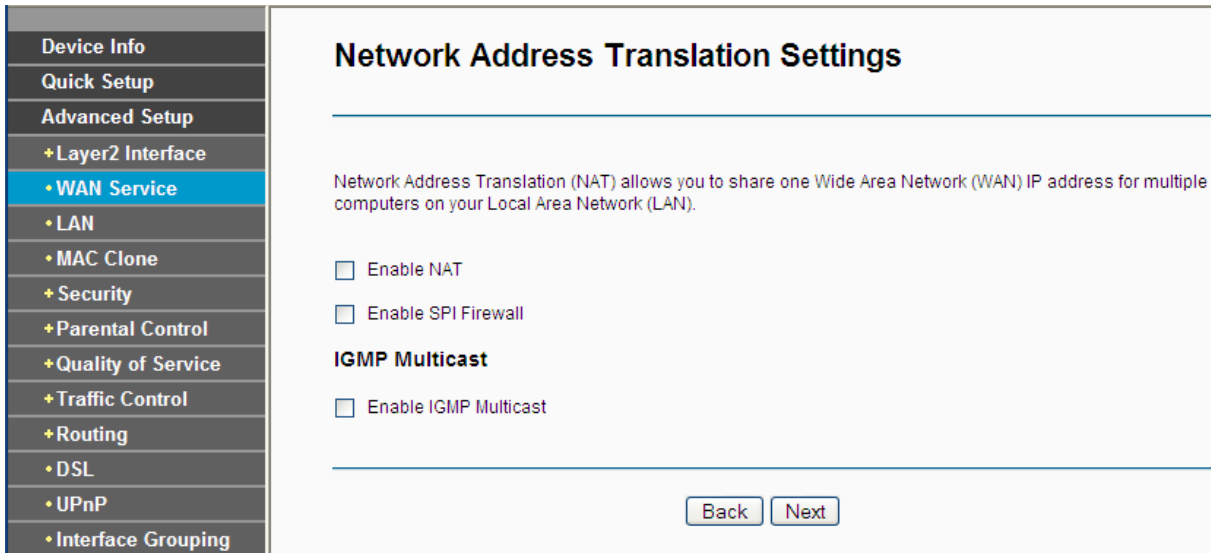 Device Info
Quick Setup
Advanced Setup
+Layer2 Interface
•WAN Service
•LAN
•MAC Clone
+Security
+Parental Control
+Quality of Service
+Traffic Control
+Routing
•DSL
•UPnP
•Interface Grouping
Network Address Translation Settings
Network Address Translation (NAT) allows you to share one Wide Area Network (WAN) IP address for multiple
computers on your Local Area Network (LAN).
Enable NAT
Enable SPI Firewall
IGMP Multicast
Enable IGMP Multicast
Back Next